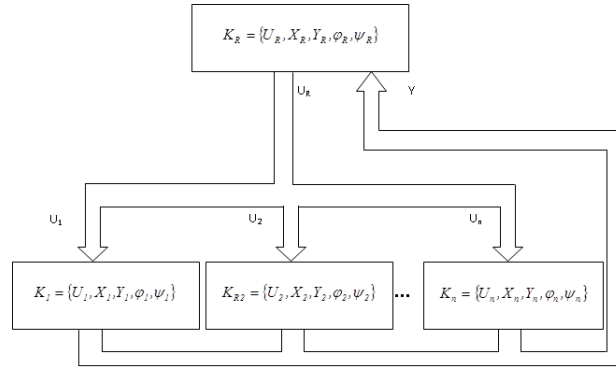 K_R = {U_R, X_R, Y_R, φ_R, ψ_R}
U_R
Y
U_1
U_2
U_n
K_1 = {U_1, X_1, Y_1, φ_1, ψ_1}
K_R2 = {U_2, X_2, Y_2, φ_2, ψ_2}
...
K_n = {U_n, X_n, Y_n, φ_n, ψ_n}